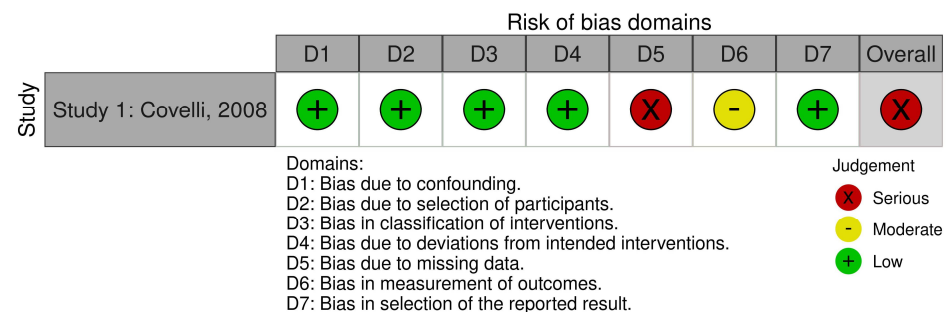 Risk of bias domains
D1 D2 D3 D4 D5 D6 D7 Overall
Study
Study 1: Covelli, 2008 + + + + X - + X
Domains:
D1: Bias due to confounding.
D2: Bias due to selection of participants.
D3: Bias in classification of interventions.
D4: Bias due to deviations from intended interventions.
D5: Bias due to missing data.
D6: Bias in measurement of outcomes.
D7: Bias in selection of the reported result.
Judgement
X Serious
- Moderate
+ Low